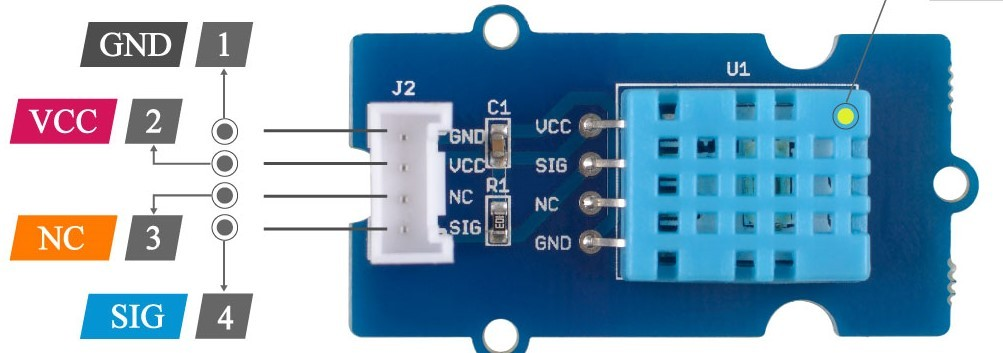 GND 1
VCC 2
NC 3
SIG 4
J2
GND
VCC
NC
SIG
C1
R1
U1
VCC
SIG
NC
GND